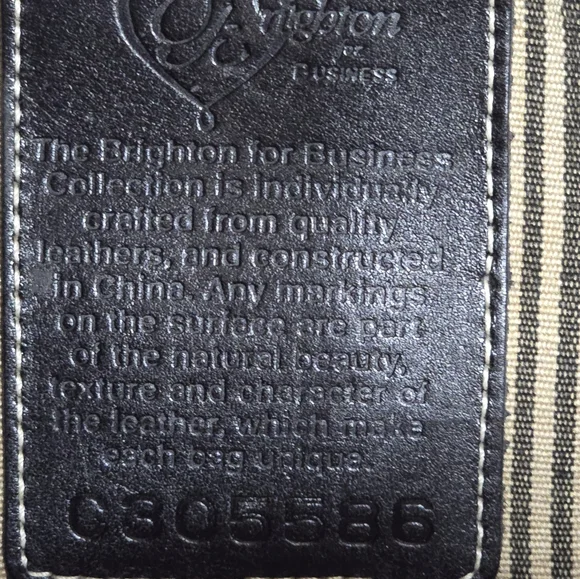 Brighton
FOR
BUSINESS
The Brighton for Business
Collection is individually
crafted from quality
leathers, and constructed
in China. Any markings
on the surface are part
of the natural beauty,
texture and character of
the leather, which make
each bag unique.
C305586